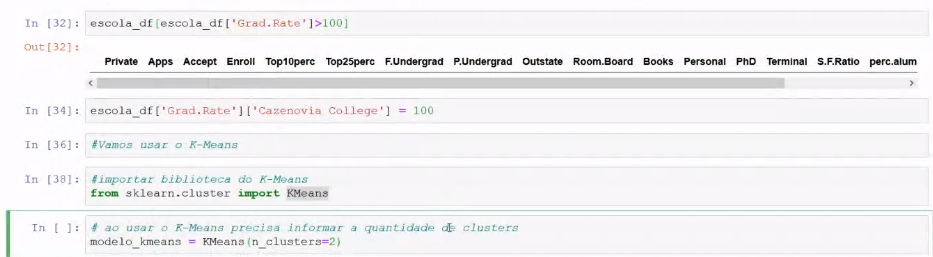 In [32]: escola_df[escola_df['Grad.Rate']>100]
Out[32]:
Private Apps Accept Enroll Top10perc Top25perc F.Undergrad P.Undergrad Outstate Room.Board Books Personal PhD Terminal S.F.Ratio perc.alum
In [34]: escola_df['Grad.Rate']['Cazenovia College'] = 100
In [36]: #Vamos usar o K-Means
In [38]: #importar biblioteca do K-Means
from sklearn.cluster import KMeans
In [ ]: # ao usar o K-Means precisa informar a quantidade de clusters
modelo_kmeans = KMeans(n_clusters=2)